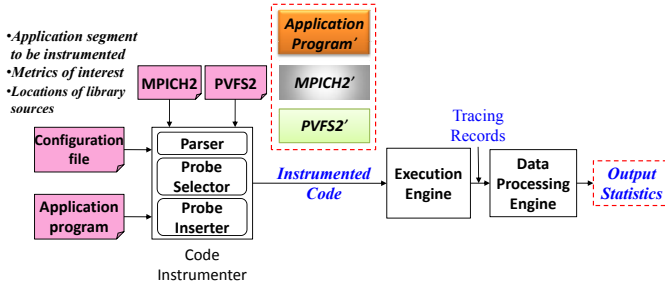 •Application segment
to be instrumented
•Metrics of interest
•Locations of library
sources
MPICH2
PVFS2
Application
Program′
MPICH2′
PVFS2′
Configuration
file
Application
program
Parser
Probe
Selector
Probe
Inserter
Code
Instrumenter
Instrumented
Code
Execution
Engine
Tracing
Records
Data
Processing
Engine
Output
Statistics